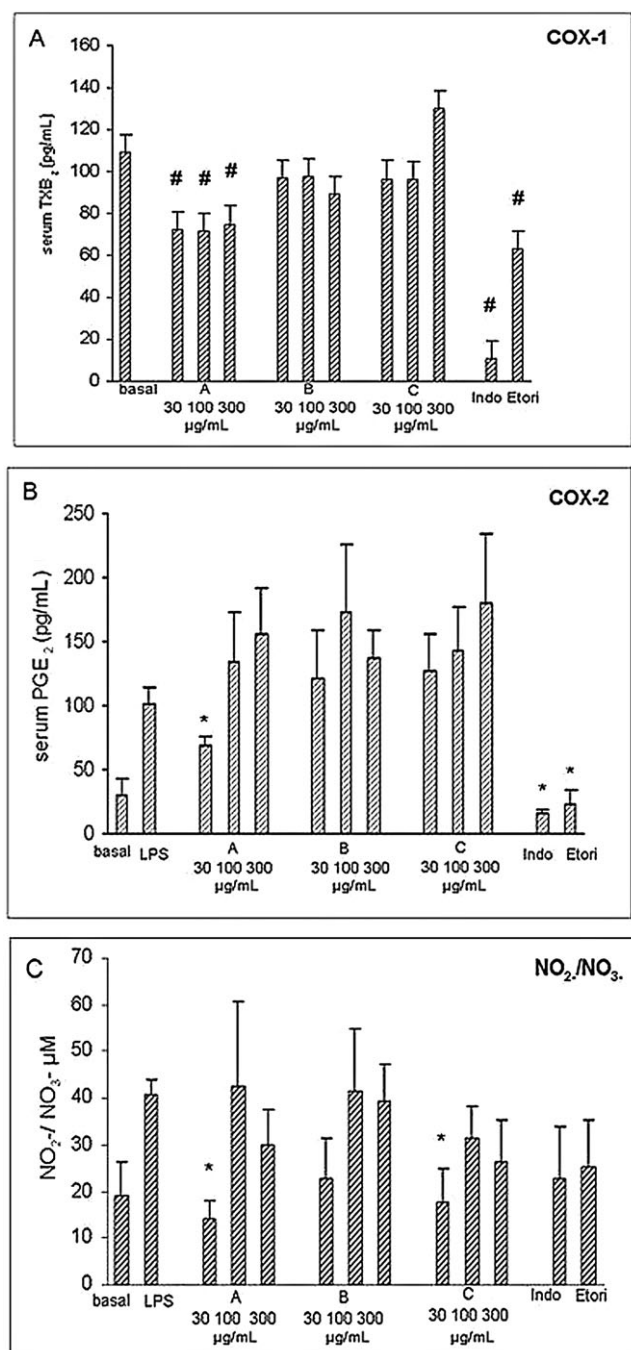 A
COX-1
160
140
120
100
80
60
40
20
0
serum TXB2 (pg/mL)
#
#
#
#
#
basal
A
B
C
Indo Etori
30 100 300
30 100 300
30 100 300
µg/mL
µg/mL
µg/mL
B
COX-2
250
200
150
100
50
0
serum PGE2 (pg/mL)
*
*
*
basal LPS
A
B
C
Indo
Etori
30 100 300
30 100 300
30 100 300
µg/mL
µg/mL
µg/mL
C
NO2-/NO3-
70
60
50
40
30
20
10
0
NO2-/ NO3- µM
*
*
basal LPS
A
B
C
Indo
Etori
30 100 300
30 100 300
30 100 300
µg/mL
µg/mL
µg/mL